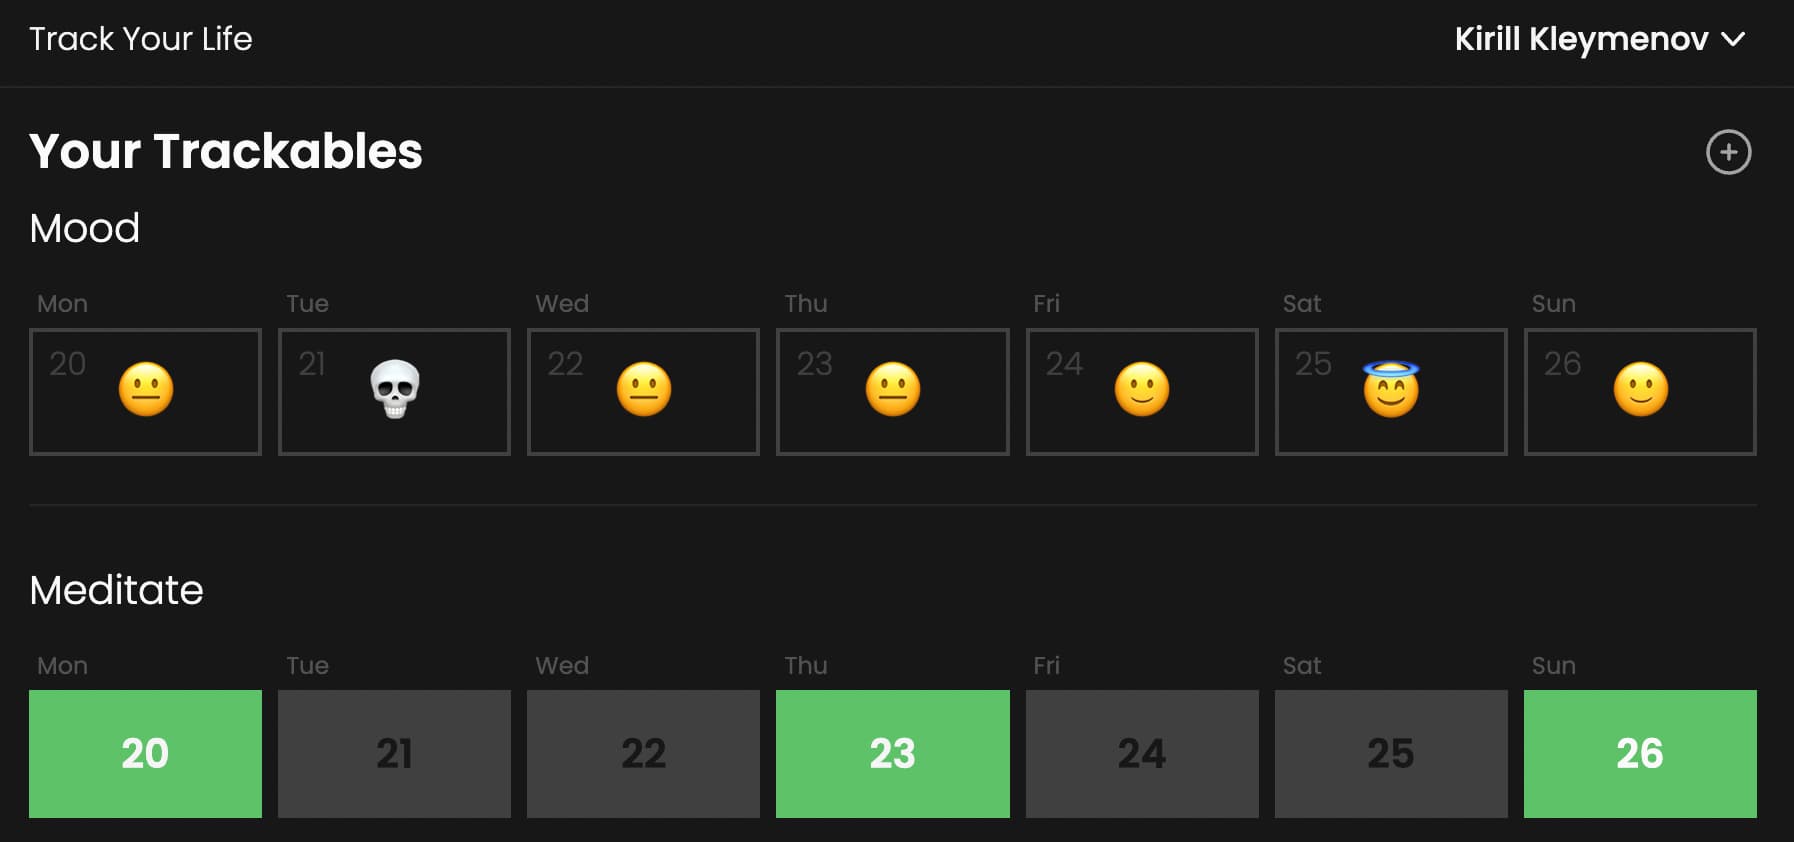 Track Your Life
Kirill Kleymenov
Your Trackables
Mood
Mon Tue Wed Thu Fri Sat Sun
20 21 22 23 24 25 26
Meditate
Mon Tue Wed Thu Fri Sat Sun
20 21 22 23 24 25 26